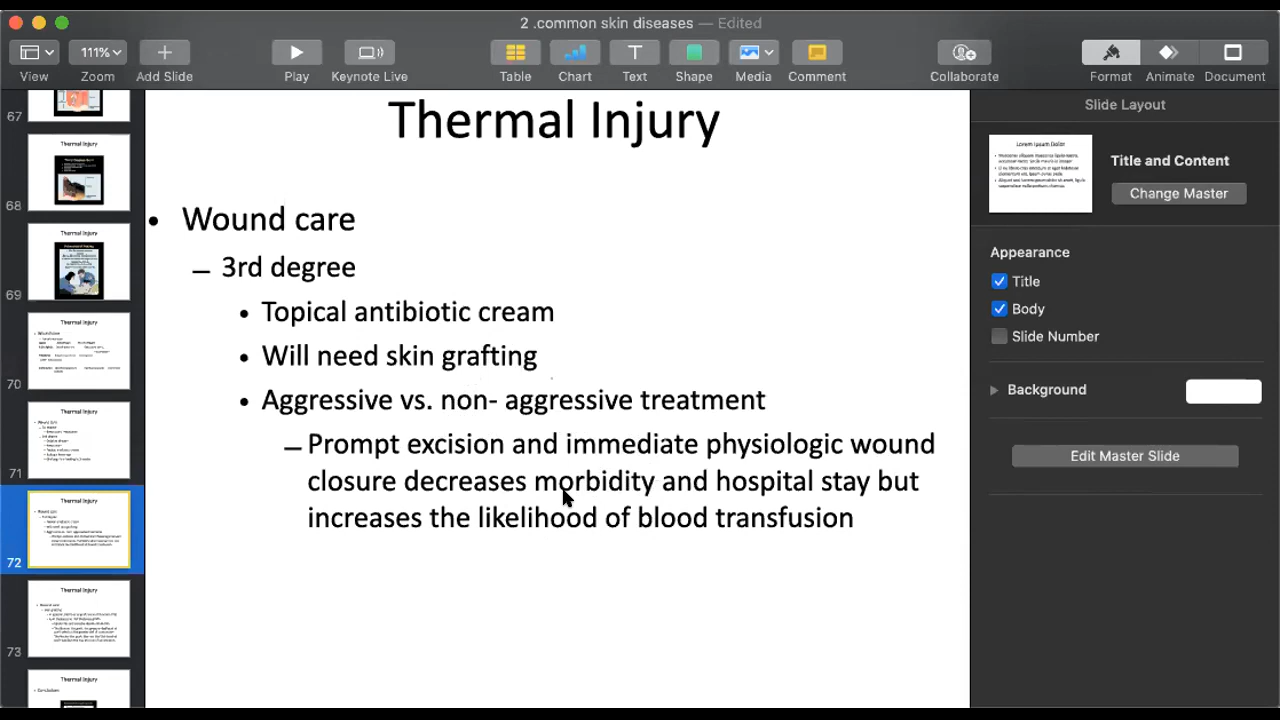 2 .common skin diseases — Edited
111%
View
Zoom
Add Slide
Play
Keynote Live
Table
Chart
Text
Shape
Media
Comment
Collaborate
Format
Animate
Document
67
Thermal Injury
68
Thermal Injury
69
Thermal Injury
70
Thermal Injury
71
Thermal Injury
72
Thermal Injury
73
Thermal Injury
• Wound care
– 3rd degree
• Topical antibiotic cream
• Will need skin grafting
• Aggressive vs. non- aggressive treatment
– Prompt excision and immediate physiologic wound
closure decreases morbidity and hospital stay but
increases the likelihood of blood transfusion
Slide Layout
Lorem Ipsum Dolor
Title and Content
Change Master
Appearance
Title
Body
Slide Number
Background
Edit Master Slide